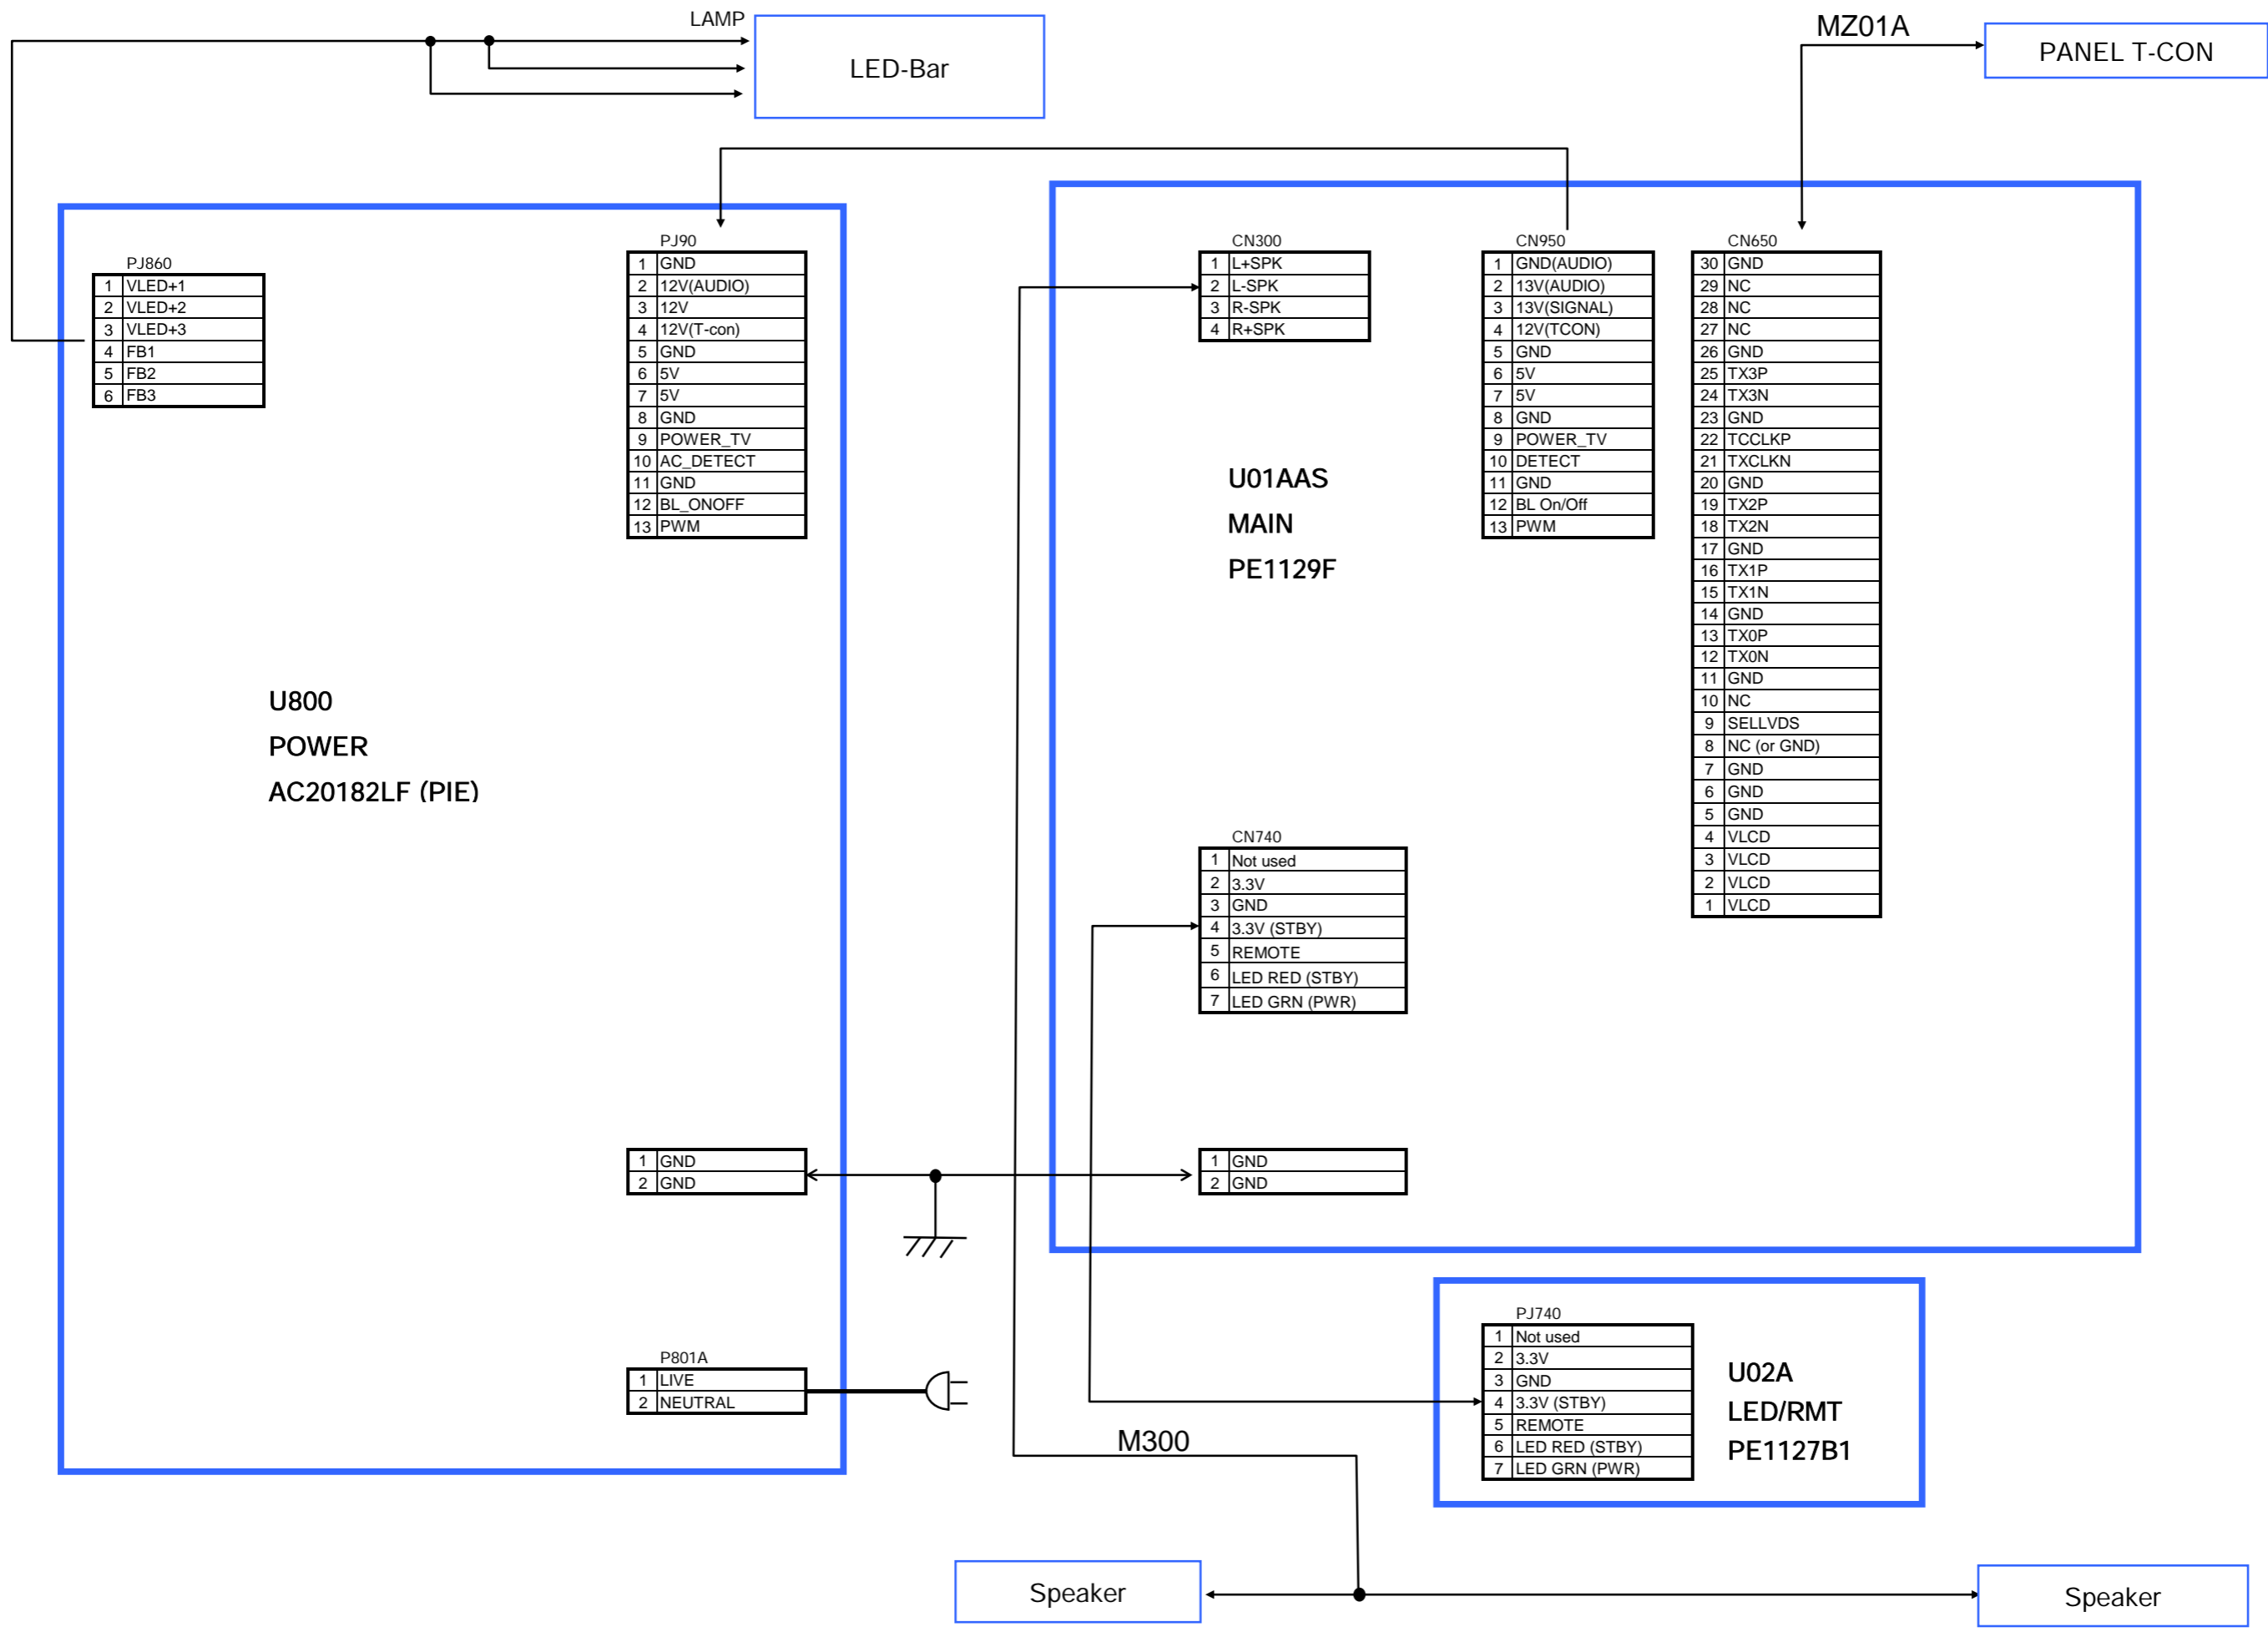 LAMP
LED-Bar
MZ01A
PANEL T-CON
PJ860
1 VLED+1
2 VLED+2
3 VLED+3
4 FB1
5 FB2
6 FB3
PJ90
1 GND
2 12V(AUDIO)
3 12V
4 12V(T-con)
5 GND
6 5V
7 5V
8 GND
9 POWER_TV
10 AC_DETECT
11 GND
12 BL_ONOFF
13 PWM
U800
POWER
AC20182LF (PIE)
1 GND
2 GND
P801A
1 LIVE
2 NEUTRAL
CN300
1 L+SPK
2 L-SPK
3 R-SPK
4 R+SPK
CN950
1 GND(AUDIO)
2 13V(AUDIO)
3 13V(SIGNAL)
4 12V(TCON)
5 GND
6 5V
7 5V
8 GND
9 POWER_TV
10 DETECT
11 GND
12 BL On/Off
13 PWM
CN650
30 GND
29 NC
28 NC
27 NC
26 GND
25 TX3P
24 TX3N
23 GND
22 TCCLKP
21 TXCLKN
20 GND
19 TX2P
18 TX2N
17 GND
16 TX1P
15 TX1N
14 GND
13 TX0P
12 TX0N
11 GND
10 NC
9 SELLVDS
8 NC (or GND)
7 GND
6 GND
5 GND
4 VLCD
3 VLCD
2 VLCD
1 VLCD
U01AAS
MAIN
PE1129F
CN740
1 Not used
2 3.3V
3 GND
4 3.3V (STBY)
5 REMOTE
6 LED RED (STBY)
7 LED GRN (PWR)
1 GND
2 GND
PJ740
1 Not used
2 3.3V
3 GND
4 3.3V (STBY)
5 REMOTE
6 LED RED (STBY)
7 LED GRN (PWR)
U02A
LED/RMT
PE1127B1
M300
Speaker
Speaker